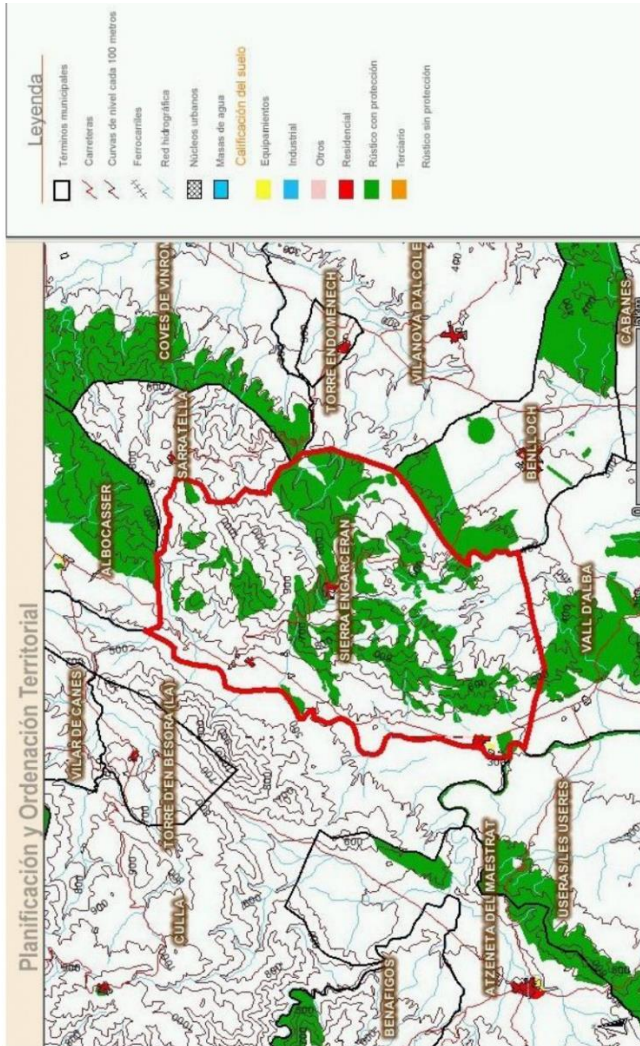 Planificación y Ordenación Territorial
VILAR DE CANES
ALBOCASSER
TORRE D'EN BESORA (LA)
SARRATELLA
COVES DE VINROM
CULLA
TORRE ENDOMENECH
SIERRA ENGARCERAN
BENAFIGOS
VILANOVA D'ALCOLE
ATZENETA DEL MAESTRAT
BENLLOCH
USERAS/LES USERES
VALL D'ALBA
CABANES
Leyenda
Términos municipales
Carreteras
Curvas de nivel cada 100 metros
Ferrocarriles
Red hidrográfica
Núcleos urbanos
Masas de agua
Calificación del suelo
Equipamientos
Industrial
Otros
Residencial
Rústico con protección
Terciario
Rústico sin protección